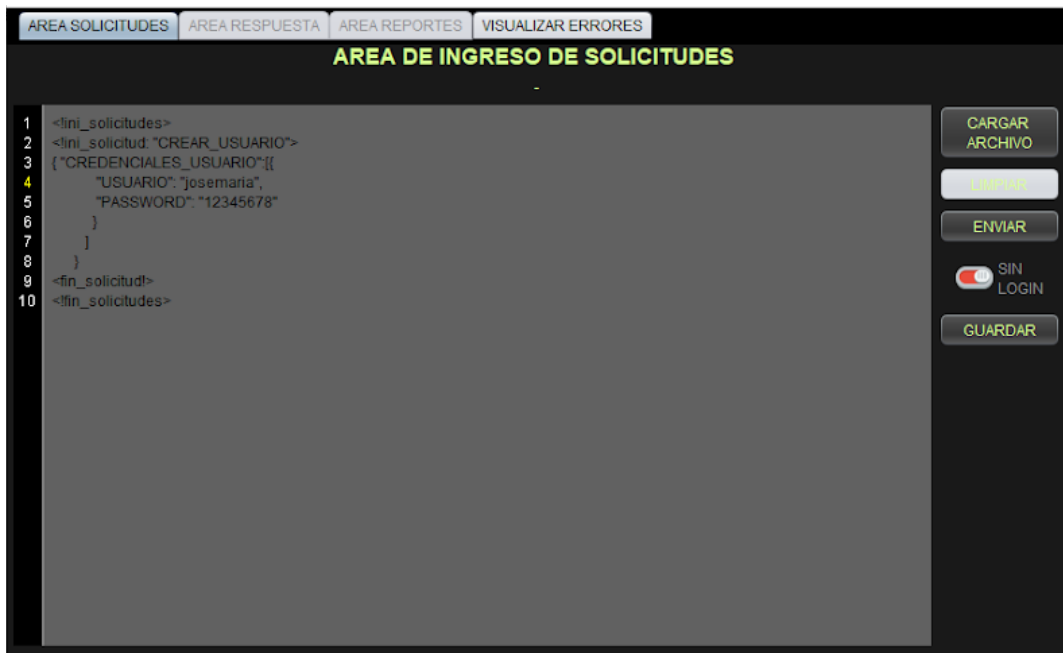 AREA SOLICITUDES AREA RESPUESTA AREA REPORTES VISUALIZAR ERRORES
AREA DE INGRESO DE SOLICITUDES
-
1 <!ini_solicitudes>
2 <!ini_solicitud: "CREAR_USUARIO">
3 { "CREDENCIALES_USUARIO":[{
4 "USUARIO": "josemaria",
5 "PASSWORD": "12345678"
6 }
7 ]
8 }
9 <fin_solicitud!>
10 <!fin_solicitudes>
CARGAR
ARCHIVO
LIMPIAR
ENVIAR
SIN
LOGIN
GUARDAR